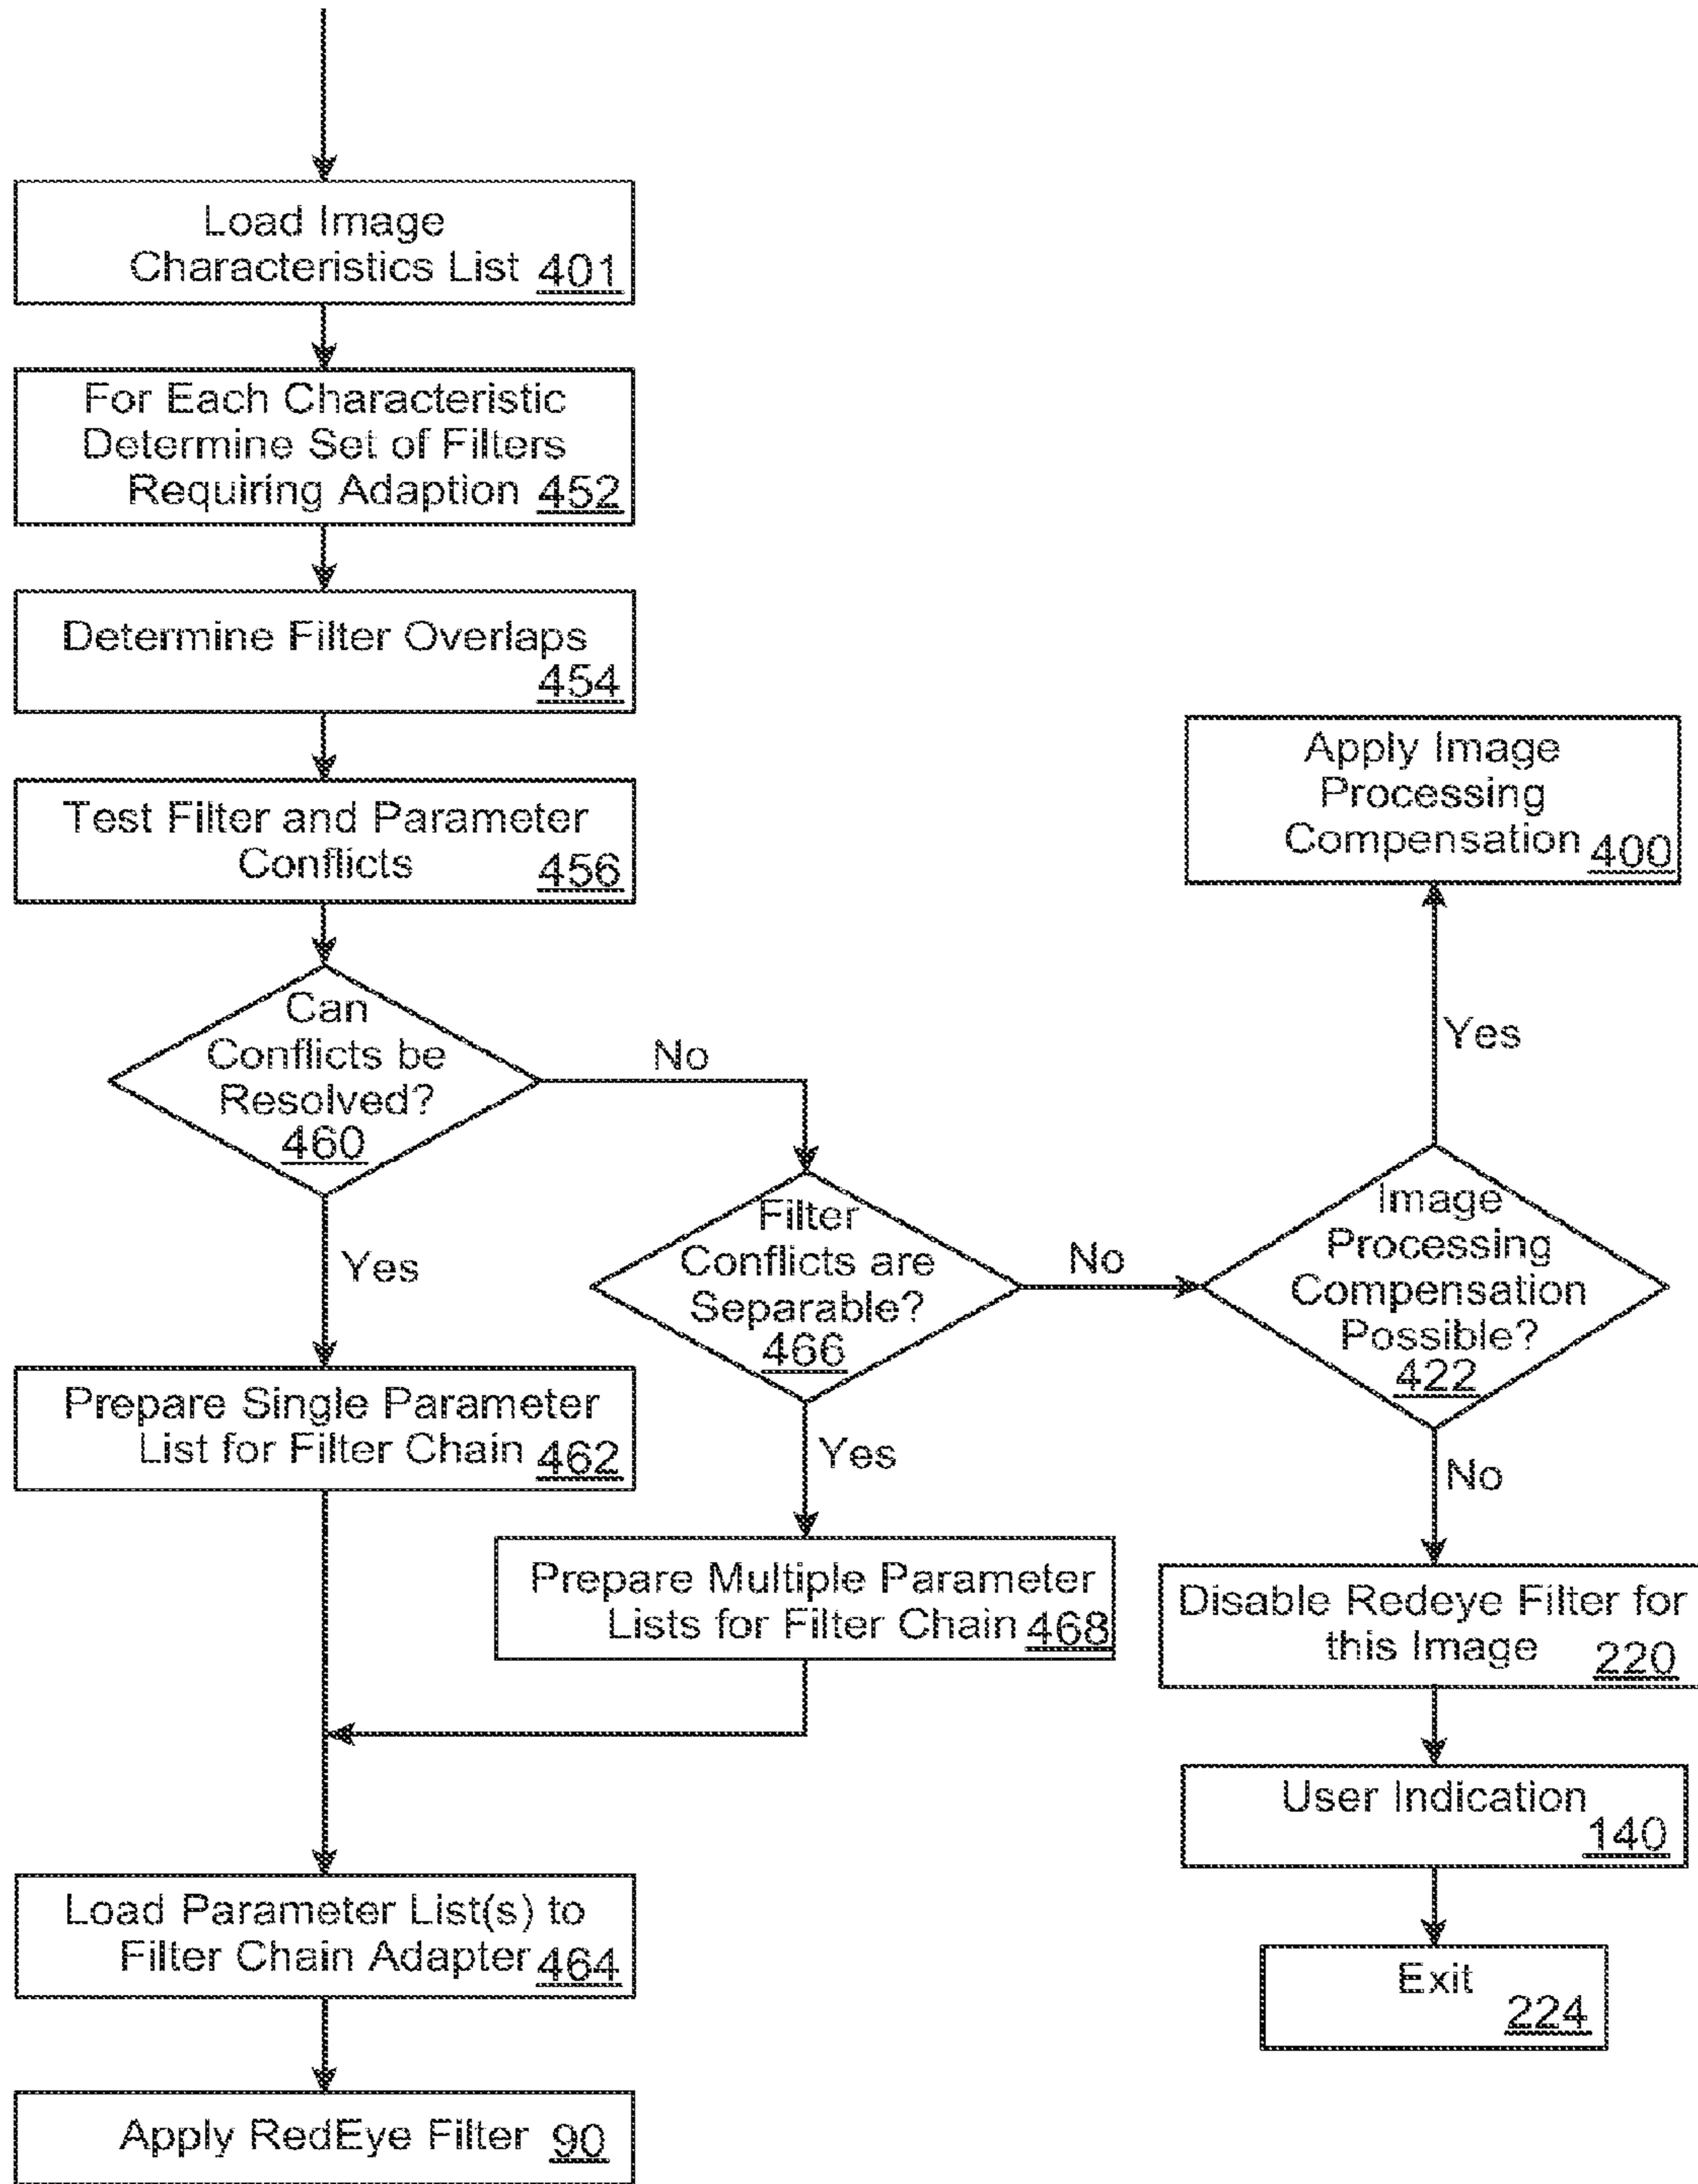 Load Image
Characteristics List 401
For Each Characteristic
Determine Set of Filters
Requiring Adaption 452
Determine Filter Overlaps
454
Test Filter and Parameter
Conflicts 456
Can
Conflicts be
Resolved?
460
No
Yes
Prepare Single Parameter
List for Filter Chain 462
Filter
Conflicts are
Separable?
466
No
Yes
Prepare Multiple Parameter
Lists for Filter Chain 468
Load Parameter List(s) to
Filter Chain Adapter 464
Apply RedEye Filter 90
Apply Image
Processing
Compensation 400
Yes
Image
Processing
Compensation
Possible?
422
No
Disable Redeye Filter for
this Image 220
User Indication
140
Exit
224